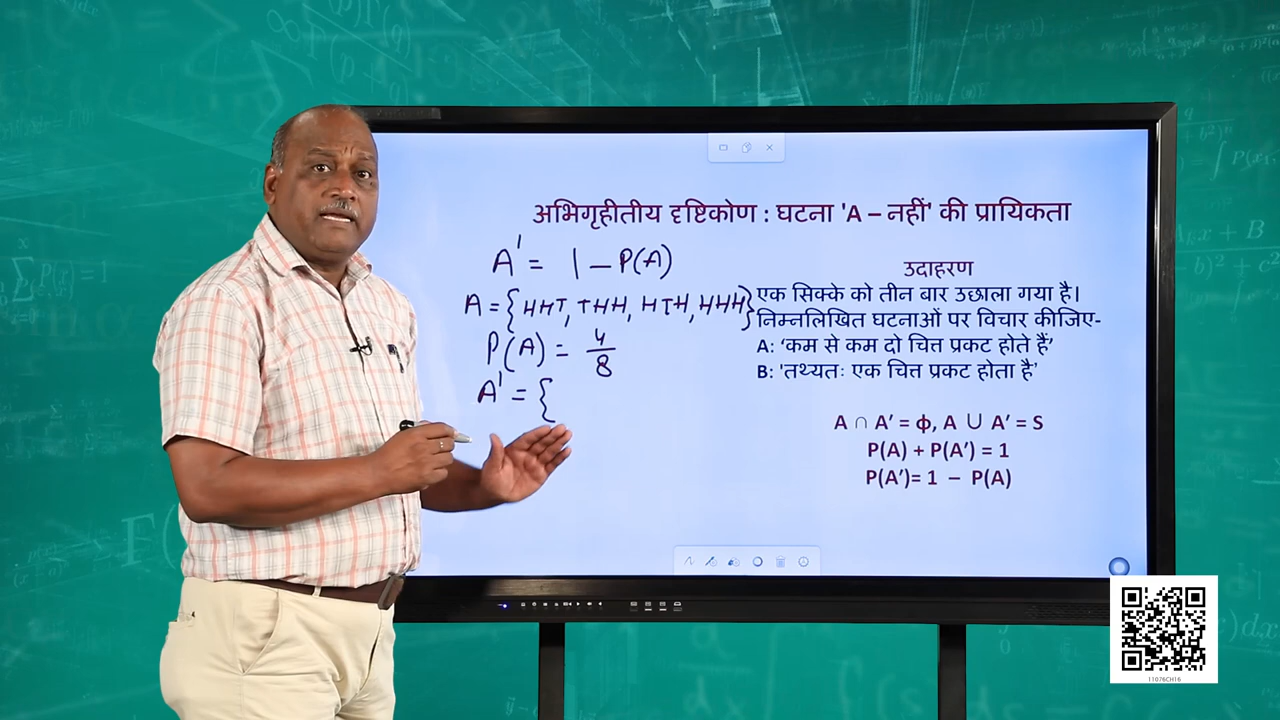 अभिगृहीतीय दृष्टिकोण : घटना 'A – नहीं' की प्रायिकता
A' = 1 – P(A)
A = {HHT, THH, HTH, HHH}
P(A) = 4/8
A' = {
उदाहरण
एक सिक्के को तीन बार उछाला गया है।
निम्नलिखित घटनाओं पर विचार कीजिए-
A: ‘कम से कम दो चित्त प्रकट होते हैं’
B: 'तथ्यतः एक चित्त प्रकट होता है’
A ∩ A’ = ϕ, A ∪ A’ = S
P(A) + P(A’) = 1
P(A’)= 1 – P(A)
11076CH16